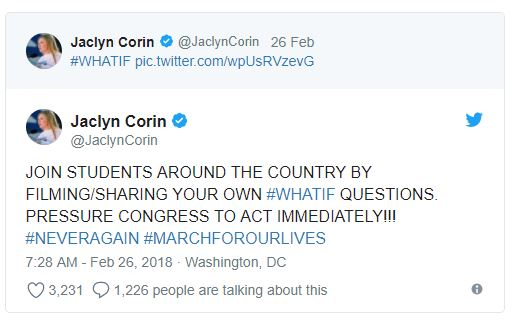 Jaclyn Corin @JaclynCorin 26 Feb
#WHATIF pic.twitter.com/wpUsRVzevG
Jaclyn Corin
@JaclynCorin
JOIN STUDENTS AROUND THE COUNTRY BY
FILMING/SHARING YOUR OWN #WHATIF QUESTIONS.
PRESSURE CONGRESS TO ACT IMMEDIATELY!!!
#NEVERAGAIN #MARCHFOROURLIVES
7:28 AM - Feb 26, 2018 · Washington, DC
3,231 1,226 people are talking about this